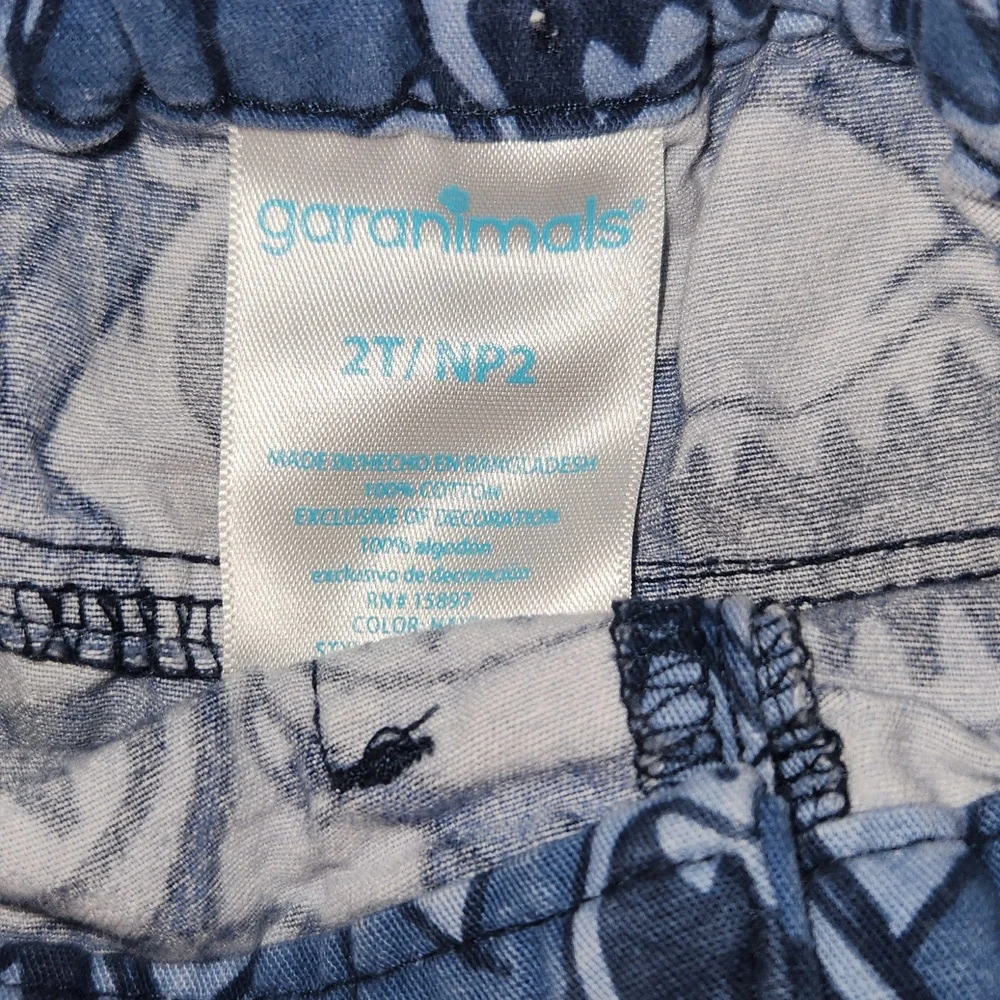 garanimals®
2T/ NP2
MADE IN/HECHO EN BANGLADESH
100% COTTON
EXCLUSIVE OF DECORATION
100% algodon
exclusivo de decoracion
RN# 15897
COLOR: